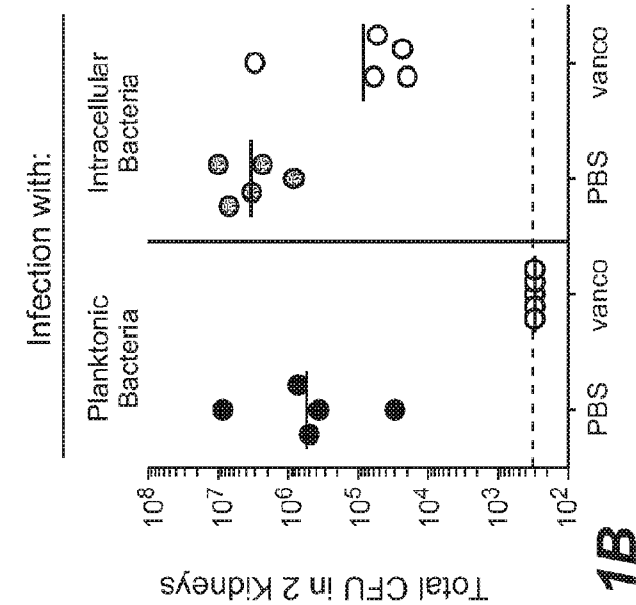 Infection with:
Planktonic
Bacteria
Intracellular
Bacteria
Total CFU in 2 Kidneys
10⁸
10⁷
10⁶
10⁵
10⁴
10³
10²
PBS
vanco
PBS
vanco
1B